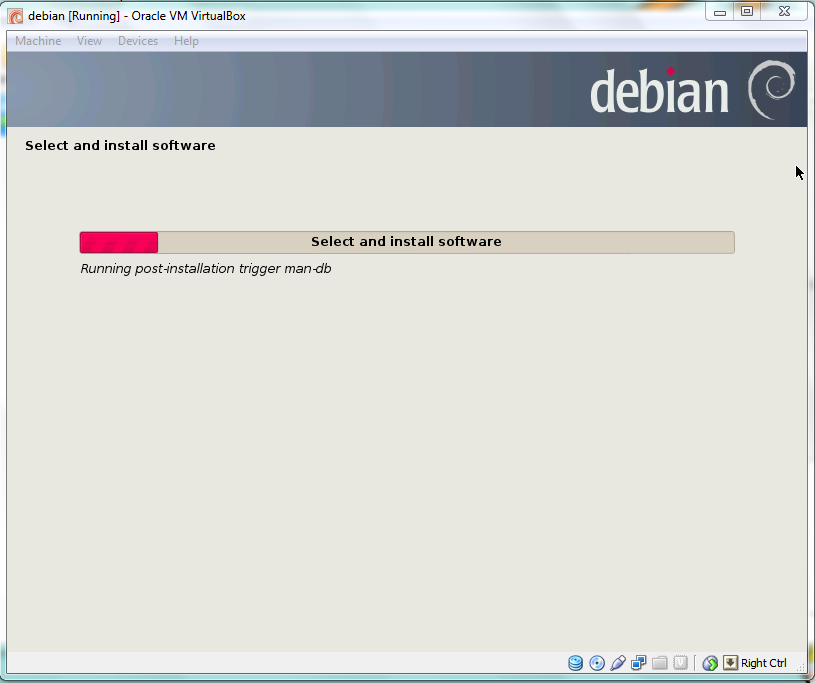 debian [Running] - Oracle VM VirtualBox
Machine View Devices Help
debian
Select and install software
Select and install software
Running post-installation trigger man-db
Right Ctrl